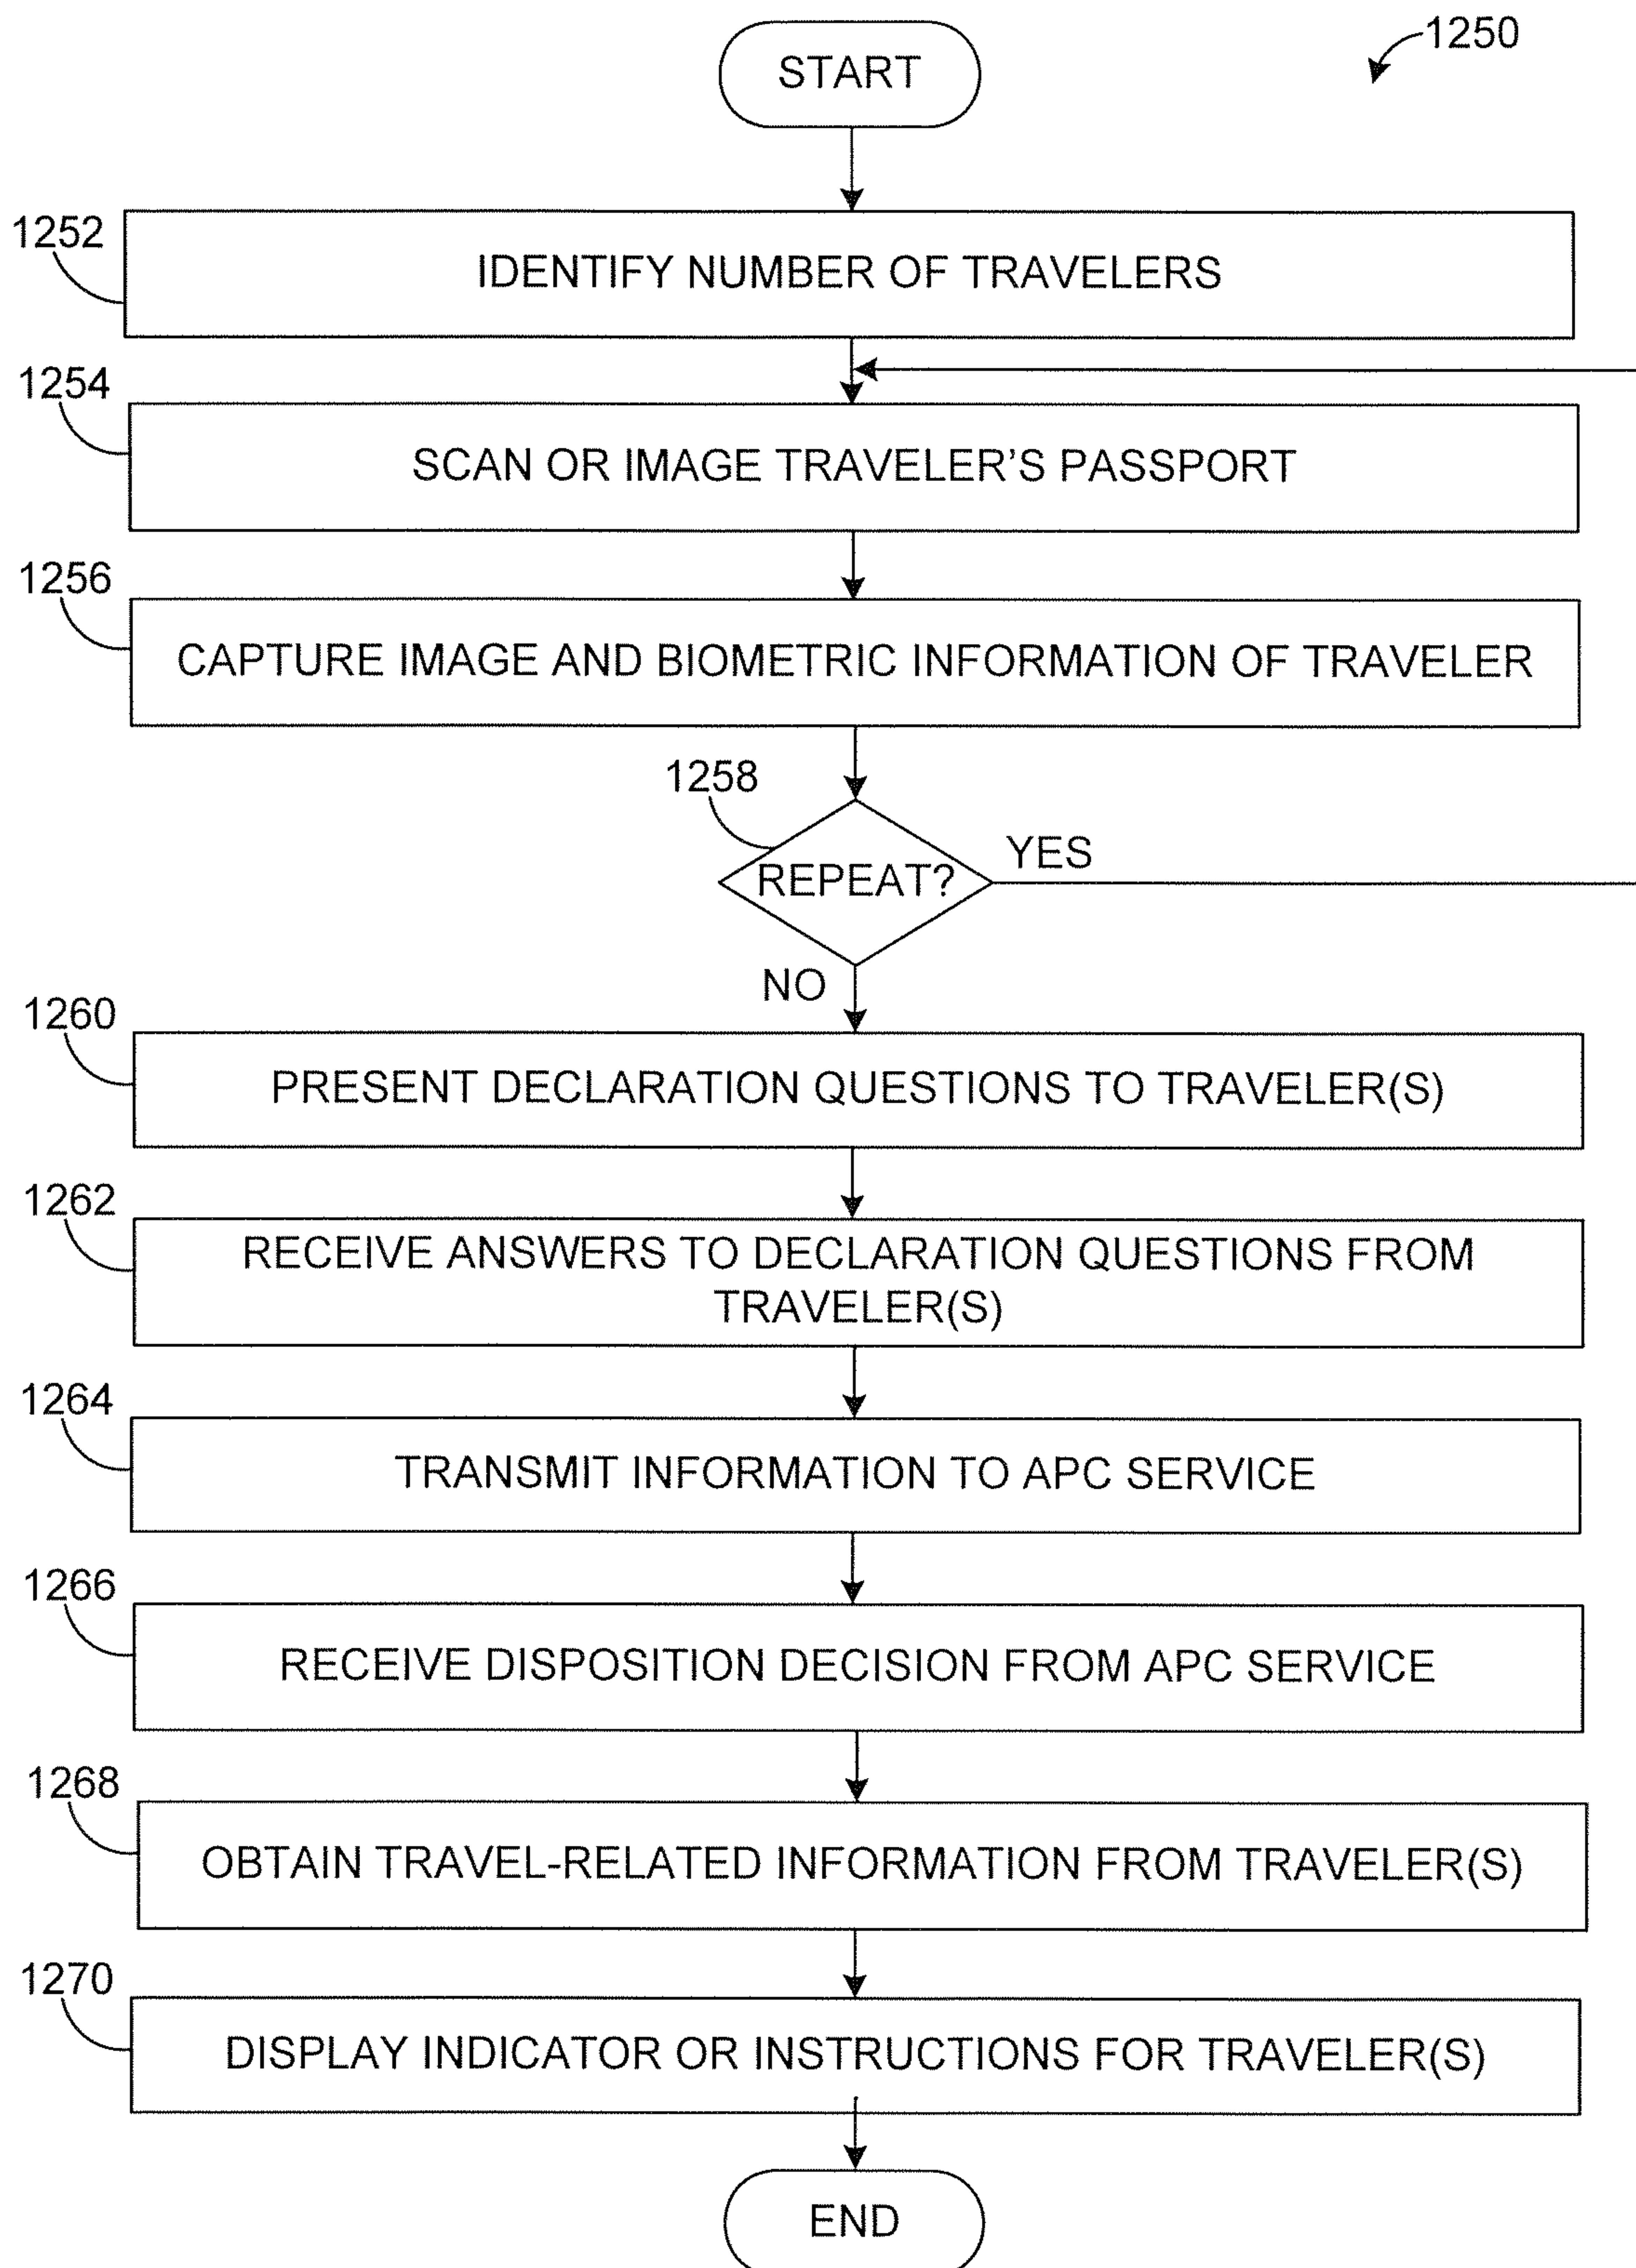 START
1250
1252
IDENTIFY NUMBER OF TRAVELERS
1254
SCAN OR IMAGE TRAVELER'S PASSPORT
1256
CAPTURE IMAGE AND BIOMETRIC INFORMATION OF TRAVELER
1258
REPEAT?
YES
NO
1260
PRESENT DECLARATION QUESTIONS TO TRAVELER(S)
1262
RECEIVE ANSWERS TO DECLARATION QUESTIONS FROM
TRAVELER(S)
1264
TRANSMIT INFORMATION TO APC SERVICE
1266
RECEIVE DISPOSITION DECISION FROM APC SERVICE
1268
OBTAIN TRAVEL-RELATED INFORMATION FROM TRAVELER(S)
1270
DISPLAY INDICATOR OR INSTRUCTIONS FOR TRAVELER(S)
END